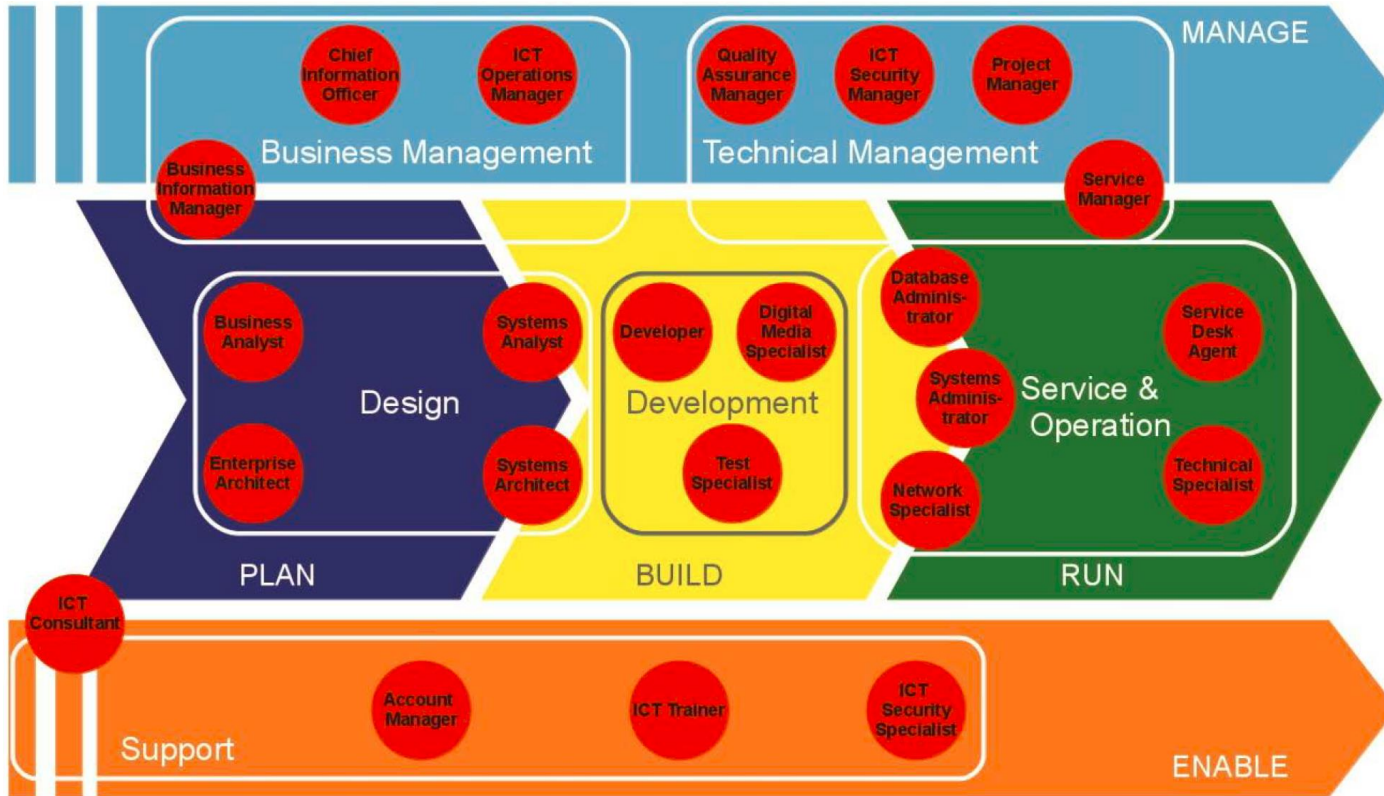 MANAGE
Chief
Information
Officer
ICT
Operations
Manager
Quality
Assurance
Manager
ICT
Security
Manager
Project
Manager
Business Management
Technical Management
Business
Information
Manager
Service
Manager
Business
Analyst
Systems
Analyst
Developer
Digital
Media
Specialist
Database
Adminis-
trator
Service
Desk
Agent
Design
Development
Systems
Adminis-
trator
Service &
Operation
Enterprise
Architect
Systems
Architect
Test
Specialist
Network
Specialist
Technical
Specialist
PLAN
BUILD
RUN
ICT
Consultant
Account
Manager
ICT Trainer
ICT
Security
Specialist
Support
ENABLE